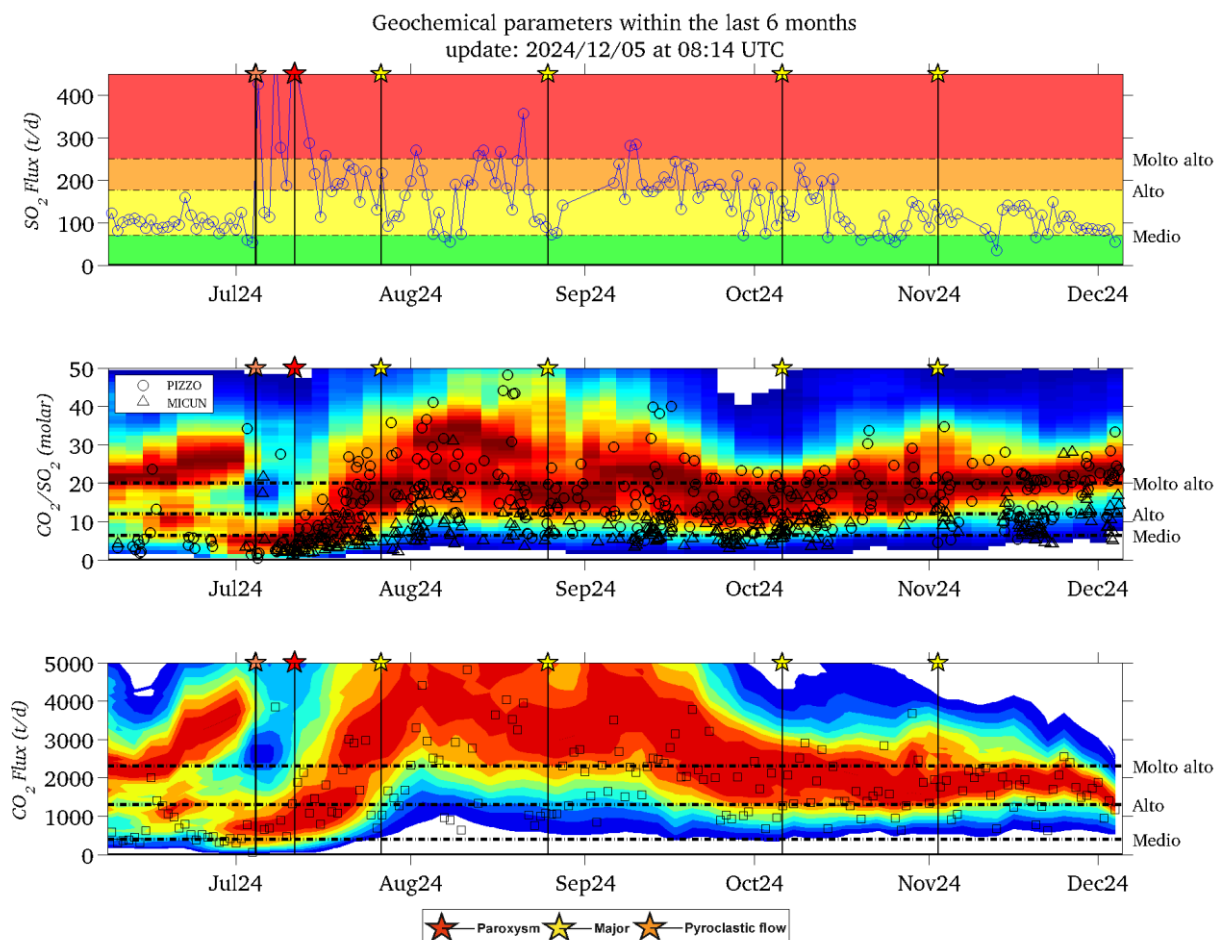 Geochemical parameters within the last 6 months
update: 2024/12/05 at 08:14 UTC
SO2 Flux (t/d)
400
300
200
100
0
Molto alto
Alto
Medio
Jul24 Aug24 Sep24 Oct24 Nov24 Dec24
CO2/SO2 (molar)
50
40
30
20
10
0
PIZZO
MICUN
Molto alto
Alto
Medio
Jul24 Aug24 Sep24 Oct24 Nov24 Dec24
CO2 Flux (t/d)
5000
4000
3000
2000
1000
0
Molto alto
Alto
Medio
Jul24 Aug24 Sep24 Oct24 Nov24 Dec24
Paroxysm Major Pyroclastic flow